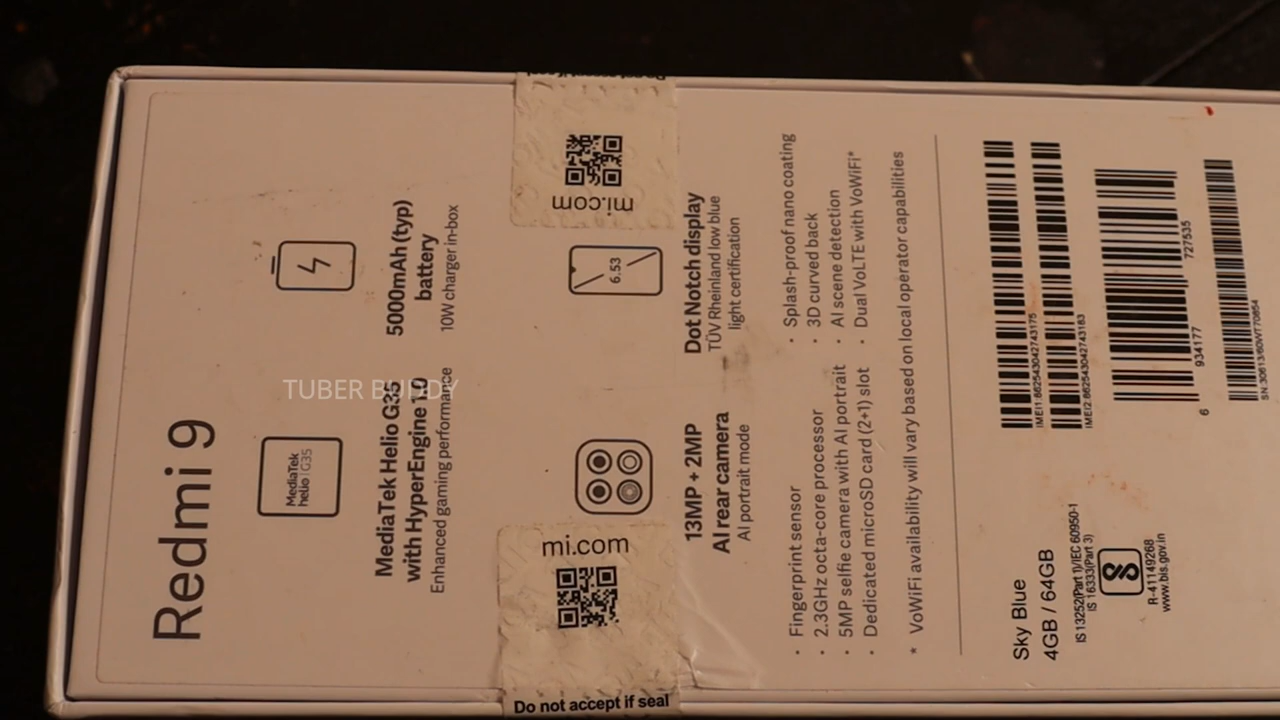 Redmi 9
MediaTek
helio G35
MediaTek Helio G35
with HyperEngine 1.0
Enhanced gaming performance
5000mAh (typ)
battery
10W charger in-box
TUBER BUDDY
mi.com
Do not accept if seal
mi.com
13MP + 2MP
AI rear camera
AI portrait mode
6.53
Dot Notch display
TÜV Rheinland low blue
light certification
· Fingerprint sensor
· 2.3GHz octa-core processor
· 5MP selfie camera with AI portrait
· Dedicated microSD card (2+1) slot
· Splash-proof nano coating
· 3D curved back
· AI scene detection
· Dual VoLTE with VoWiFi*
* VoWiFi availability will vary based on local operator capabilities
Sky Blue
4GB / 64GB
IS 13252(Part 1)/IEC 60950-1
IS 16333(Part 3)
R-41149268
www.bis.gov.in
IMEI1:862543042743175
IMEI2:862543042743183
6 934177 727535